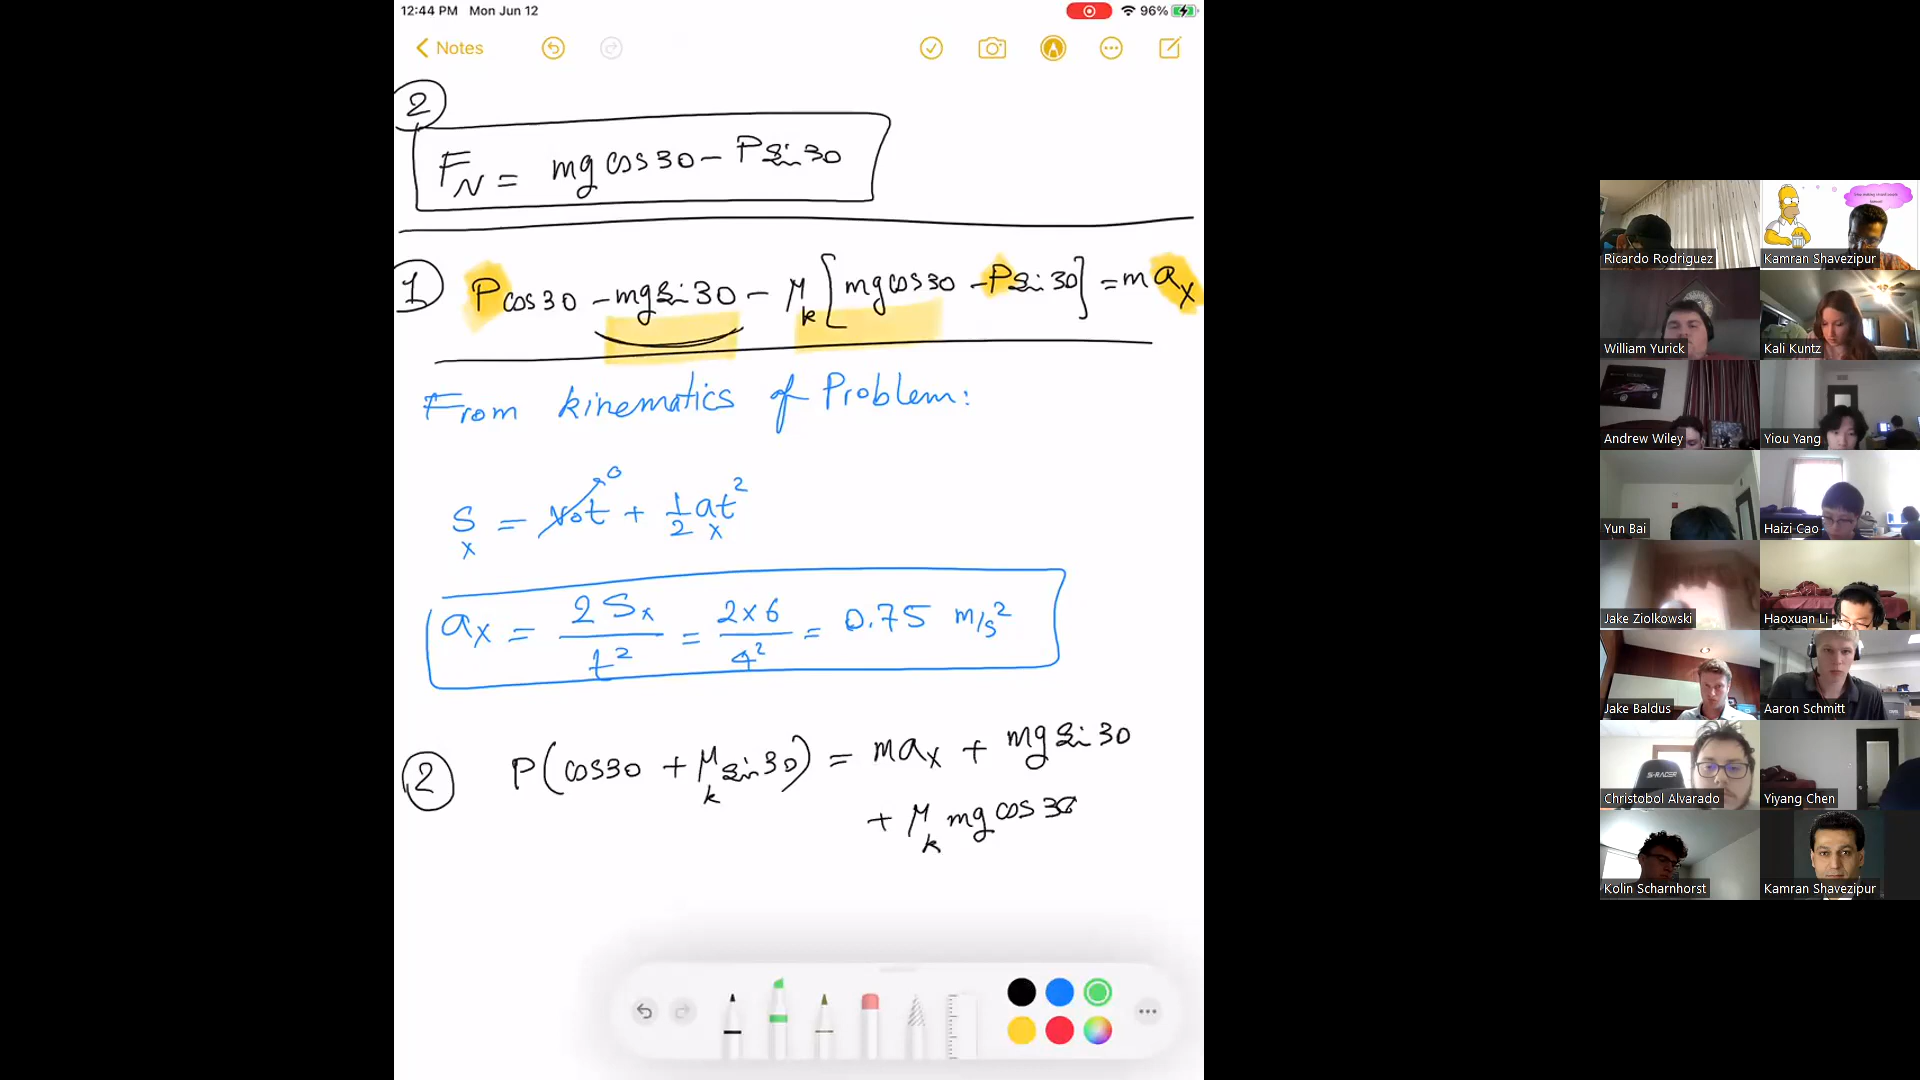 12:44 PM Mon Jun 12
96%
Notes
2
F_N = mg cos 30 - P sin 30
1 P cos 30 - mg sin 30 - μ_k [mg cos 30 - P sin 30] = m a_x
From kinematics of Problem:
S_x = v₀t → 0 + 1/2 a_x t²
a_x = 2 S_x / t² = 2×6 / 4² = 0.75 m/s²
2 P(cos 30 + μ_k sin 30) = m a_x + mg sin 30
+ μ_k mg cos 30
Ricardo Rodriguez
Kamran Shavezipur
William Yurick
Kali Kuntz
Andrew Wiley
Yiou Yang
Yun Bai
Haizi Cao
Jake Ziolkowski
Haoxuan Li
Jake Baldus
Aaron Schmitt
Christobol Alvarado
Yiyang Chen
Kolin Scharnhorst
Kamran Shavezipur